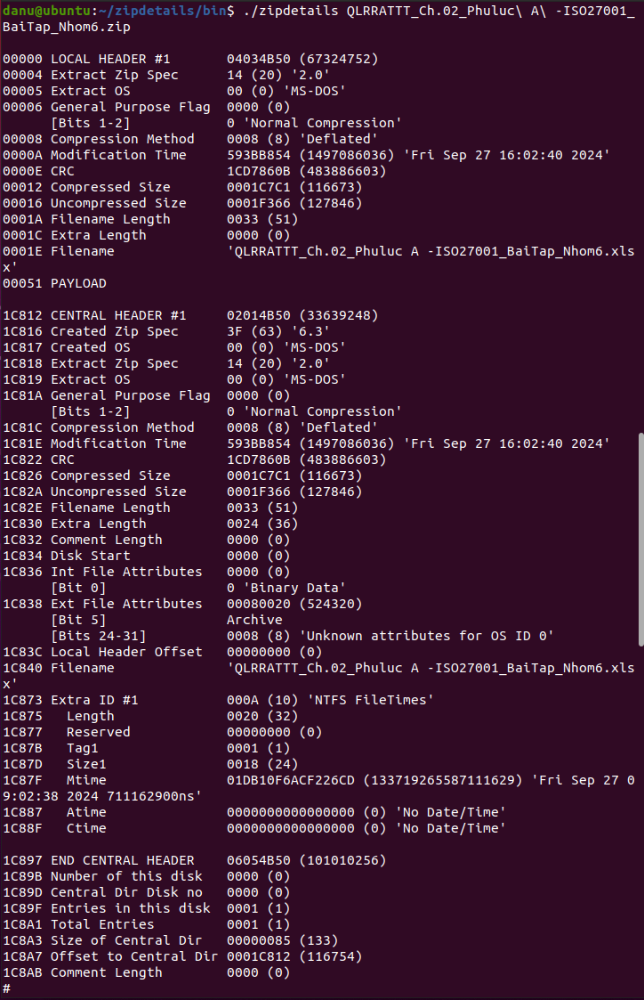 danu@ubuntu:~/zipdetails/bin$ ./zipdetails QLRRATTT_Ch.02_Phuluc\ A\ -ISO27001_
BaiTap_Nhom6.zip

00000 LOCAL HEADER #1       04034B50 (67324752)
00004 Extract Zip Spec      14 (20) '2.0'
00005 Extract OS            00 (0) 'MS-DOS'
00006 General Purpose Flag  0000 (0)
      [Bits 1-2]            0 'Normal Compression'
00008 Compression Method    0008 (8) 'Deflated'
0000A Modification Time     593BB854 (1497086036) 'Fri Sep 27 16:02:40 2024'
0000E CRC                   1CD7860B (483886603)
00012 Compressed Size       0001C7C1 (116673)
00016 Uncompressed Size     0001F366 (127846)
0001A Filename Length       0033 (51)
0001C Extra Length          0000 (0)
0001E Filename              'QLRRATTT_Ch.02_Phuluc A -ISO27001_BaiTap_Nhom6.xls
x'
00051 PAYLOAD

1C812 CENTRAL HEADER #1     02014B50 (33639248)
1C816 Created Zip Spec      3F (63) '6.3'
1C817 Created OS            00 (0) 'MS-DOS'
1C818 Extract Zip Spec      14 (20) '2.0'
1C819 Extract OS            00 (0) 'MS-DOS'
1C81A General Purpose Flag  0000 (0)
      [Bits 1-2]            0 'Normal Compression'
1C81C Compression Method    0008 (8) 'Deflated'
1C81E Modification Time     593BB854 (1497086036) 'Fri Sep 27 16:02:40 2024'
1C822 CRC                   1CD7860B (483886603)
1C826 Compressed Size       0001C7C1 (116673)
1C82A Uncompressed Size     0001F366 (127846)
1C82E Filename Length       0033 (51)
1C830 Extra Length          0024 (36)
1C832 Comment Length        0000 (0)
1C834 Disk Start            0000 (0)
1C836 Int File Attributes   0000 (0)
      [Bit 0]               0 'Binary Data'
1C838 Ext File Attributes   00080020 (524320)
      [Bit 5]               Archive
      [Bits 24-31]          0008 (8) 'Unknown attributes for OS ID 0'
1C83C Local Header Offset   00000000 (0)
1C840 Filename              'QLRRATTT_Ch.02_Phuluc A -ISO27001_BaiTap_Nhom6.xls
x'
1C873 Extra ID #1           000A (10) 'NTFS FileTimes'
1C875   Length              0020 (32)
1C877   Reserved            00000000 (0)
1C87B   Tag1                0001 (1)
1C87D   Size1               0018 (24)
1C87F   Mtime               01DB10F6ACF226CD (133719265587111629) 'Fri Sep 27 0
9:02:38 2024 711162900ns'
1C887   Atime               0000000000000000 (0) 'No Date/Time'
1C88F   Ctime               0000000000000000 (0) 'No Date/Time'

1C897 END CENTRAL HEADER    06054B50 (101010256)
1C89B Number of this disk   0000 (0)
1C89D Central Dir Disk no   0000 (0)
1C89F Entries in this disk  0001 (1)
1C8A1 Total Entries         0001 (1)
1C8A3 Size of Central Dir   00000085 (133)
1C8A7 Offset to Central Dir 0001C812 (116754)
1C8AB Comment Length        0000 (0)
#